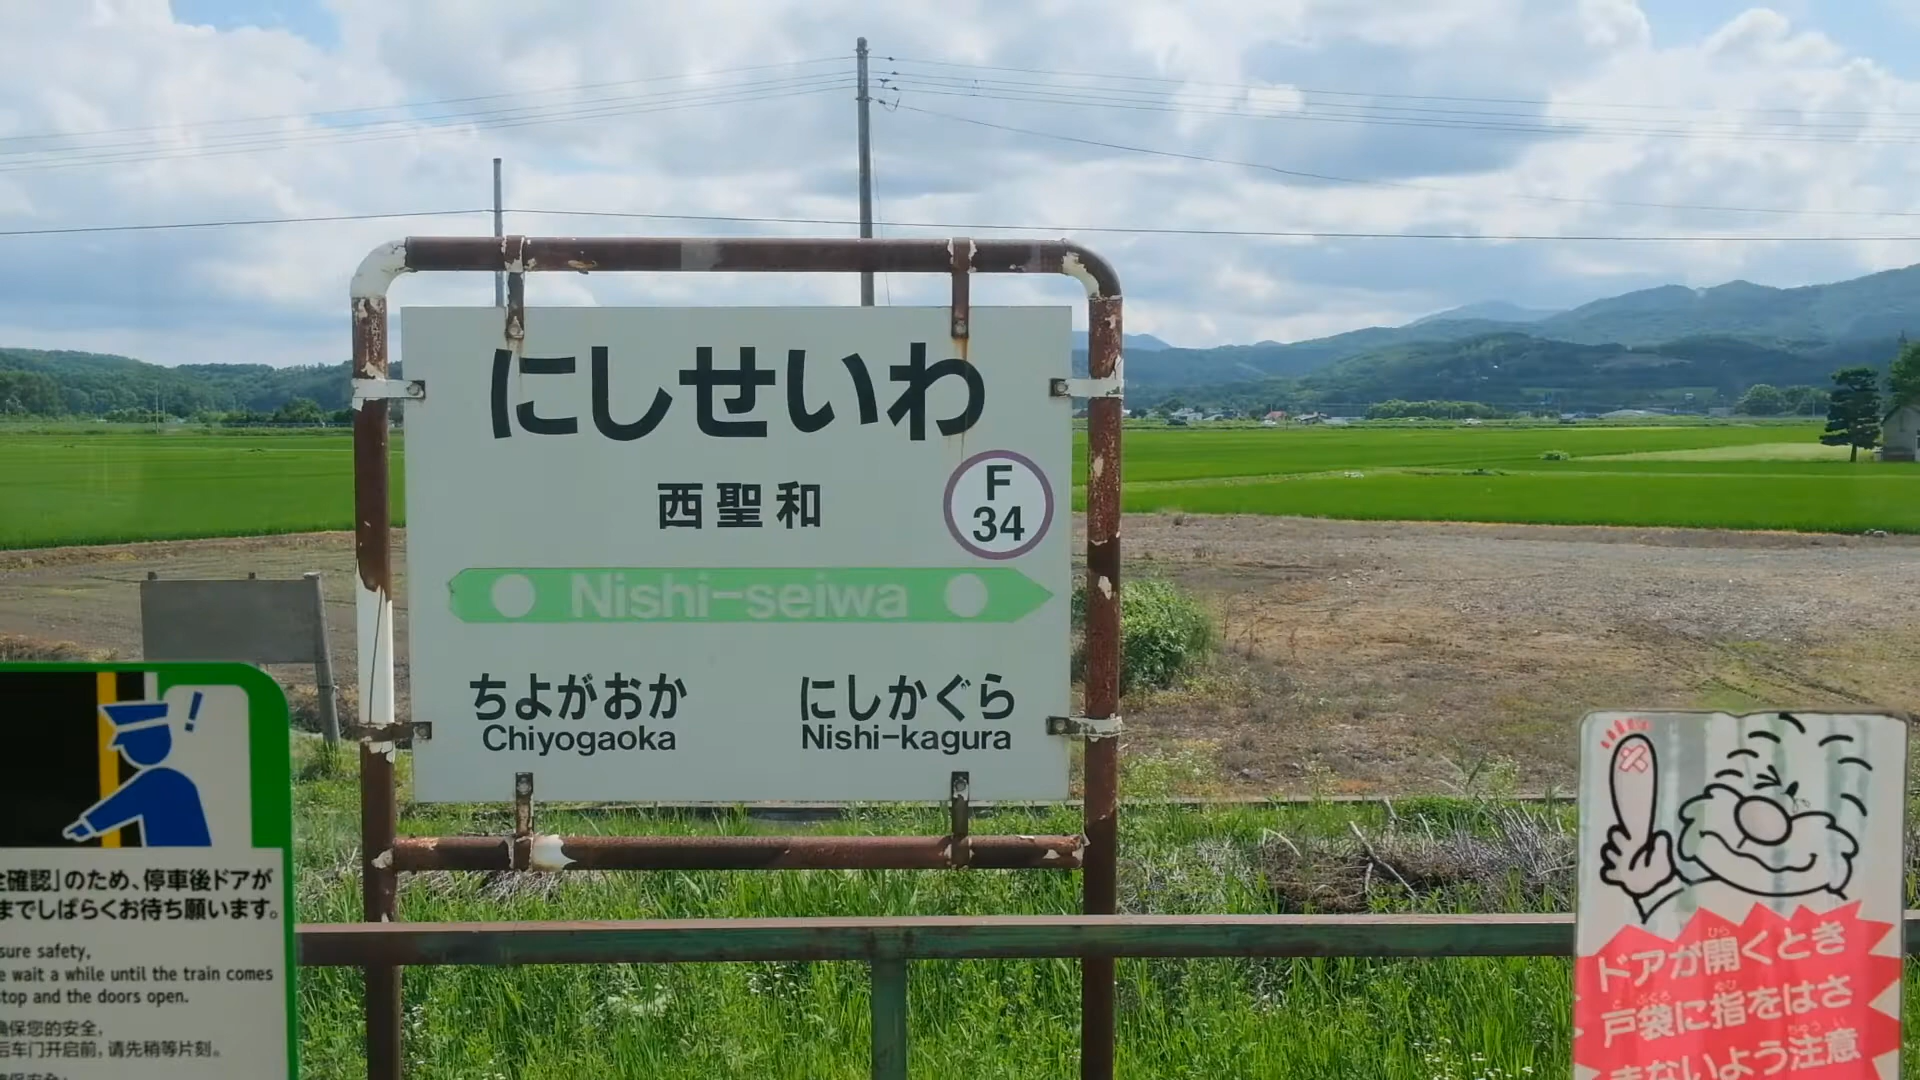 にしせいわ
西聖和
F
34
Nishi-seiwa
ちよがおか
Chiyogaoka
にしかぐら
Nishi-kagura
!
全確認」のため、停車後ドアが
までしばらくお待ち願います。
sure safety,
wait a while until the train comes
stop and the doors open.
确保您的安全,
后车门开启前,请先稍等片刻。
ドアが開くとき
戸袋に指をはさ
まないよう注意